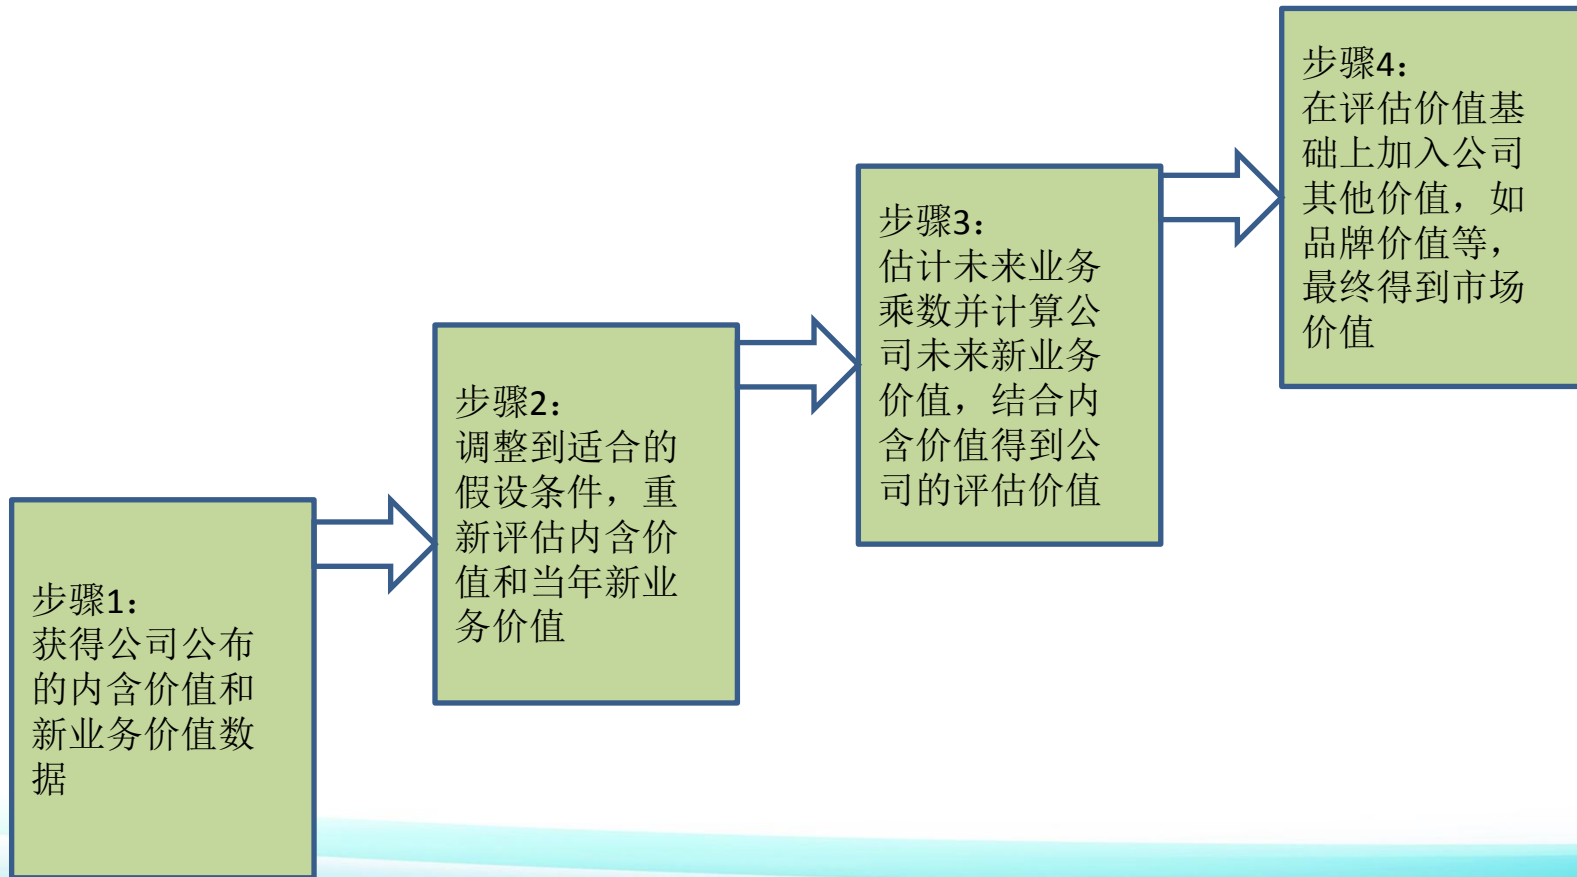 步骤1：
获得公司公布
的内含价值和
新业务价值数
据
步骤2：
调整到适合的
假设条件，重
新评估内含价
值和当年新业
务价值
步骤3：
估计未来业务
乘数并计算公
司未来新业务
价值，结合内
含价值得到公
司的评估价值
步骤4：
在评估价值基
础上加入公司
其他价值，如
品牌价值等，
最终得到市场
价值